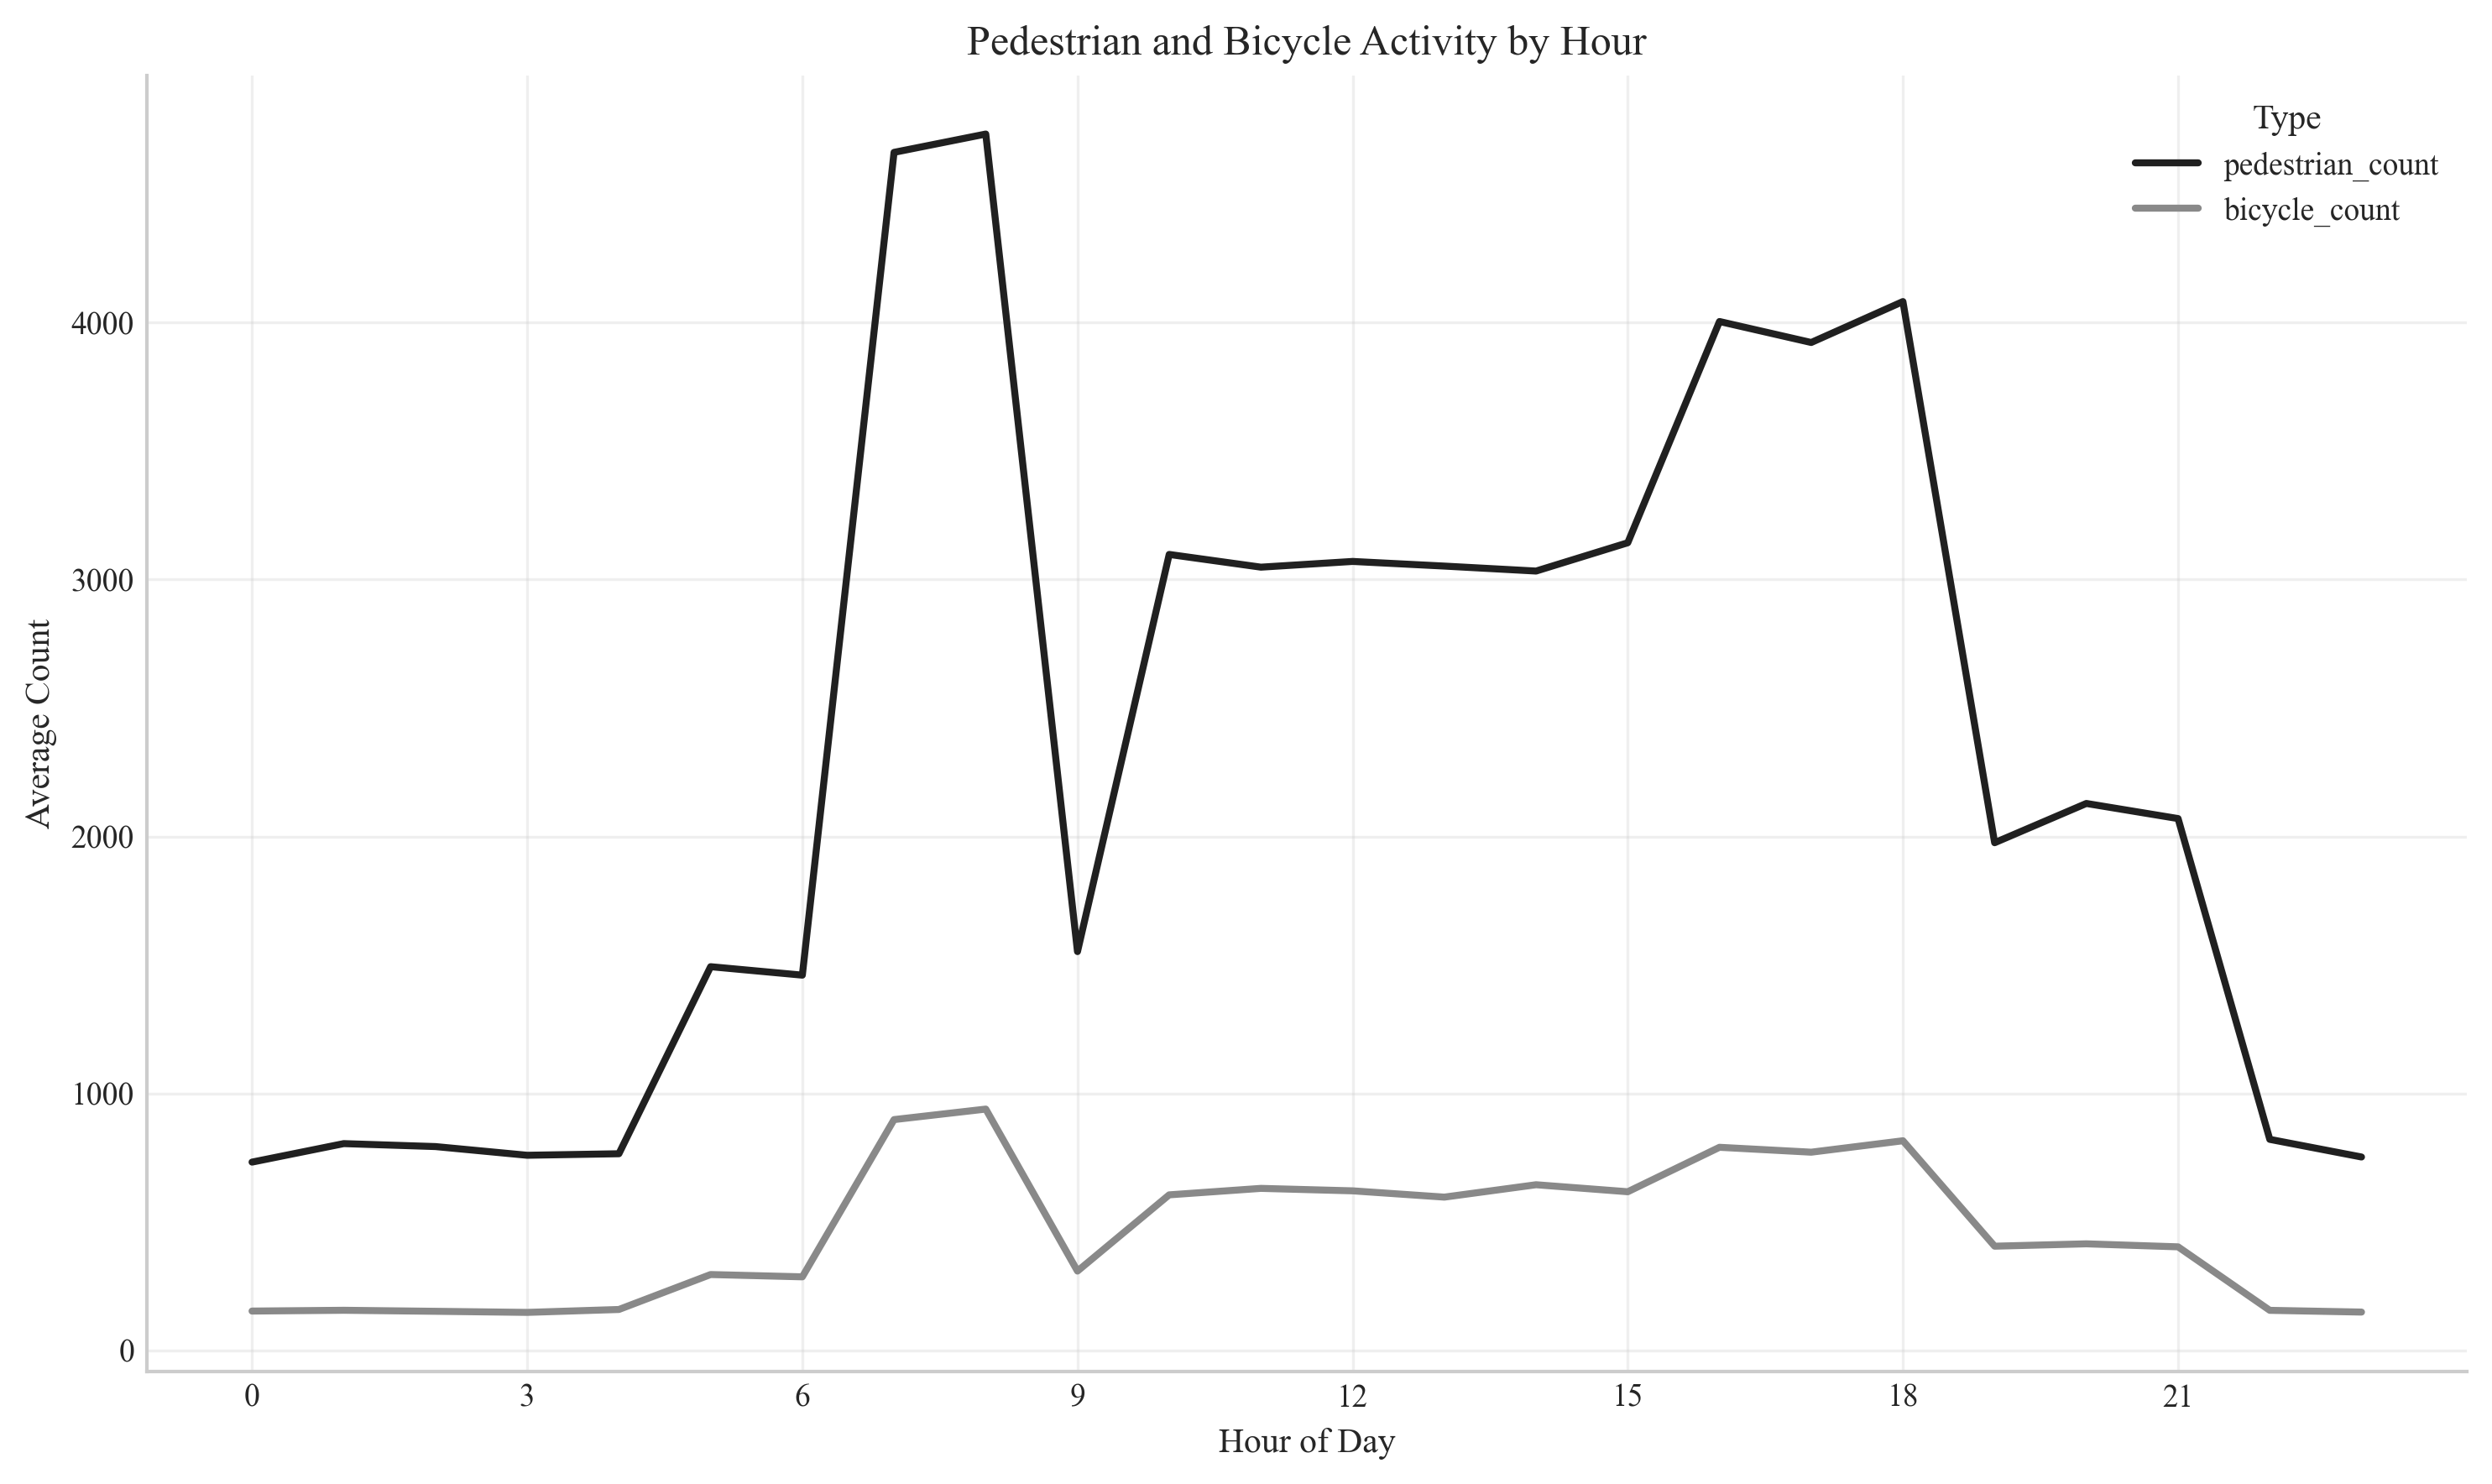 Pedestrian and Bicycle Activity by Hour
Type
pedestrian_count
bicycle_count
Average Count
4000
3000
2000
1000
0
0 3 6 9 12 15 18 21
Hour of Day